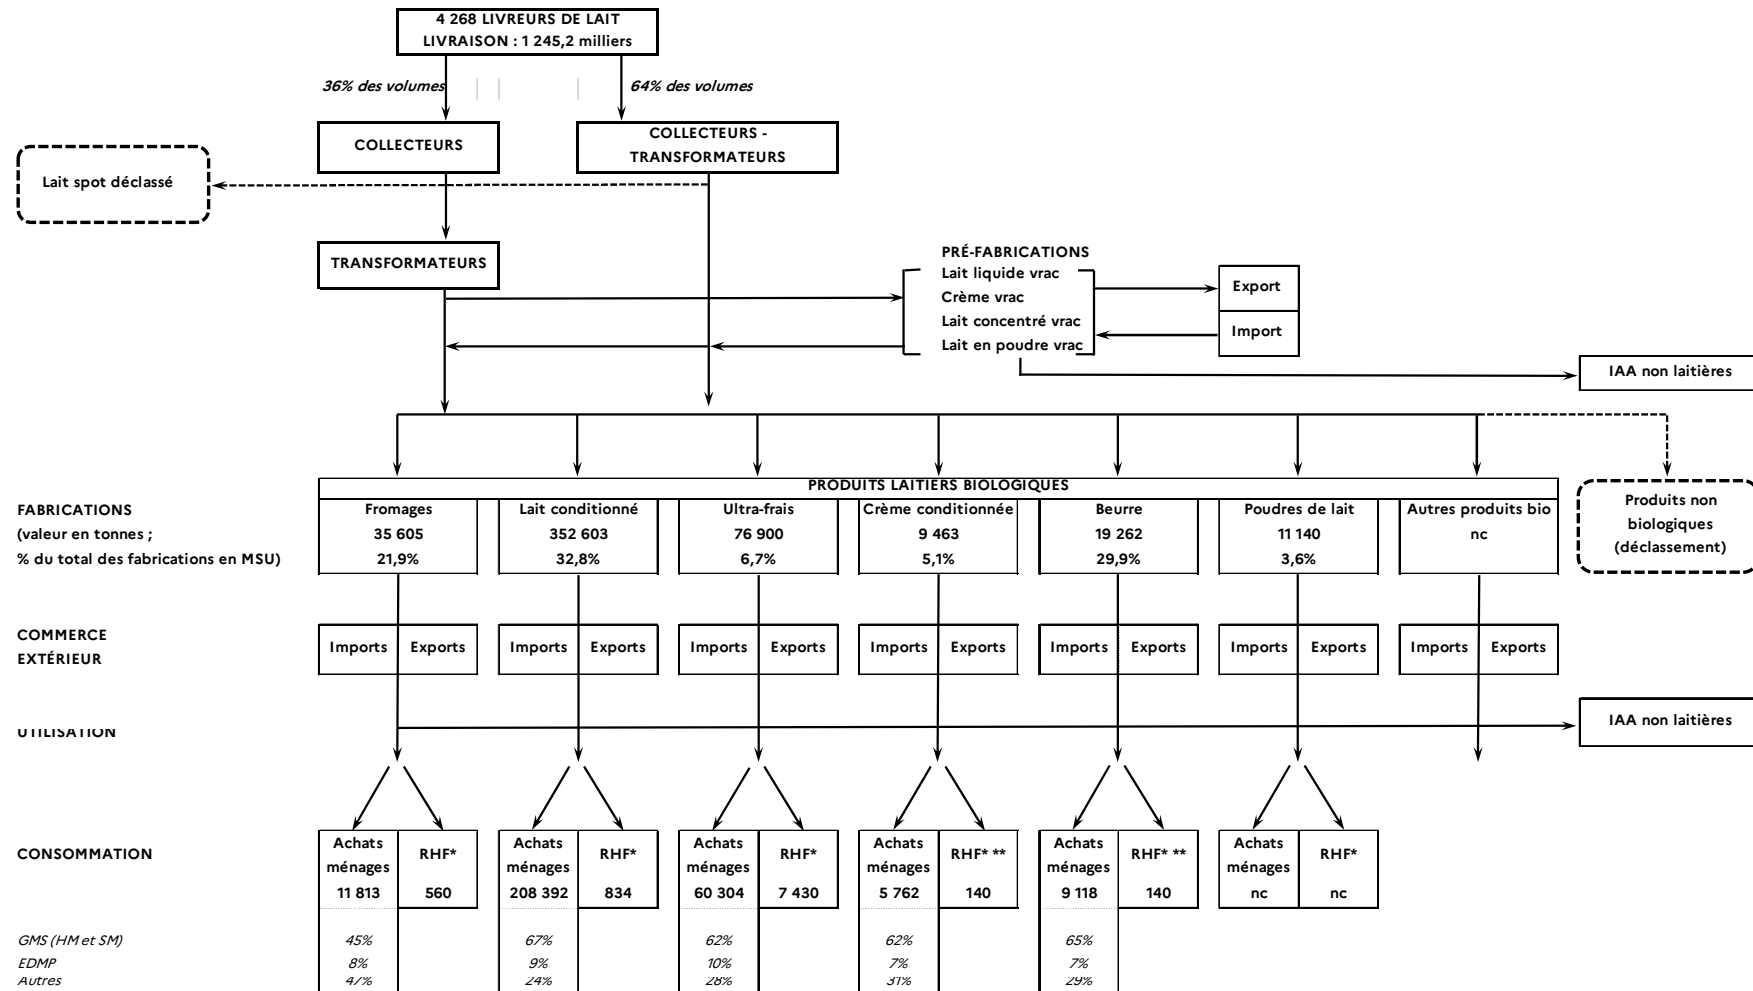 4 268 LIVREURS DE LAIT
LIVRAISON : 1 245,2 milliers
36% des volumes
64% des volumes
COLLECTEURS
COLLECTEURS -
TRANSFORMATEURS
Lait spot déclassé
TRANSFORMATEURS
PRÉ-FABRICATIONS
Lait liquide vrac
Crème vrac
Lait concentré vrac
Lait en poudre vrac
Export
Import
IAA non laitières
PRODUITS LAITIERS BIOLOGIQUES
FABRICATIONS
(valeur en tonnes ;
% du total des fabrications en MSU)
Fromages
35 605
21,9%
Lait conditionné
352 603
32,8%
Ultra-frais
76 900
6,7%
Crème conditionnée
9 463
5,1%
Beurre
19 262
29,9%
Poudres de lait
11 140
3,6%
Autres produits bio
nc
Produits non
biologiques
(déclassement)
COMMERCE
EXTÉRIEUR
Imports Exports
Imports Exports
Imports Exports
Imports Exports
Imports Exports
Imports Exports
Imports Exports
UTILISATION
IAA non laitières
CONSOMMATION
Achats
ménages
11 813
RHF*
560
Achats
ménages
208 392
RHF*
834
Achats
ménages
60 304
RHF*
7 430
Achats
ménages
5 762
RHF* **
140
Achats
ménages
9 118
RHF* **
140
Achats
ménages
nc
RHF*
nc
GMS (HM et SM) 45% 67% 62% 62% 65%
EDMP 8% 9% 10% 7% 7%
Autres 47% 24% 28% 31% 29%